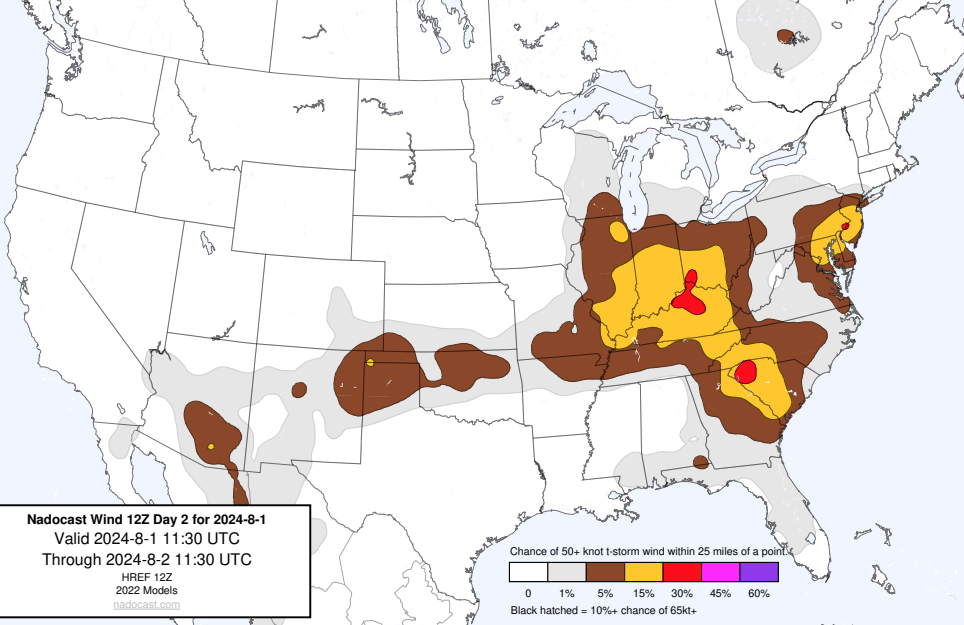 Nadocast Wind 12Z Day 2 for 2024-8-1
Valid 2024-8-1 11:30 UTC
Through 2024-8-2 11:30 UTC
HREF 12Z
2022 Models
nadocast.com
Chance of 50+ knot t-storm wind within 25 miles of a point.
0 1% 5% 15% 30% 45% 60%
Black hatched = 10%+ chance of 65kt+